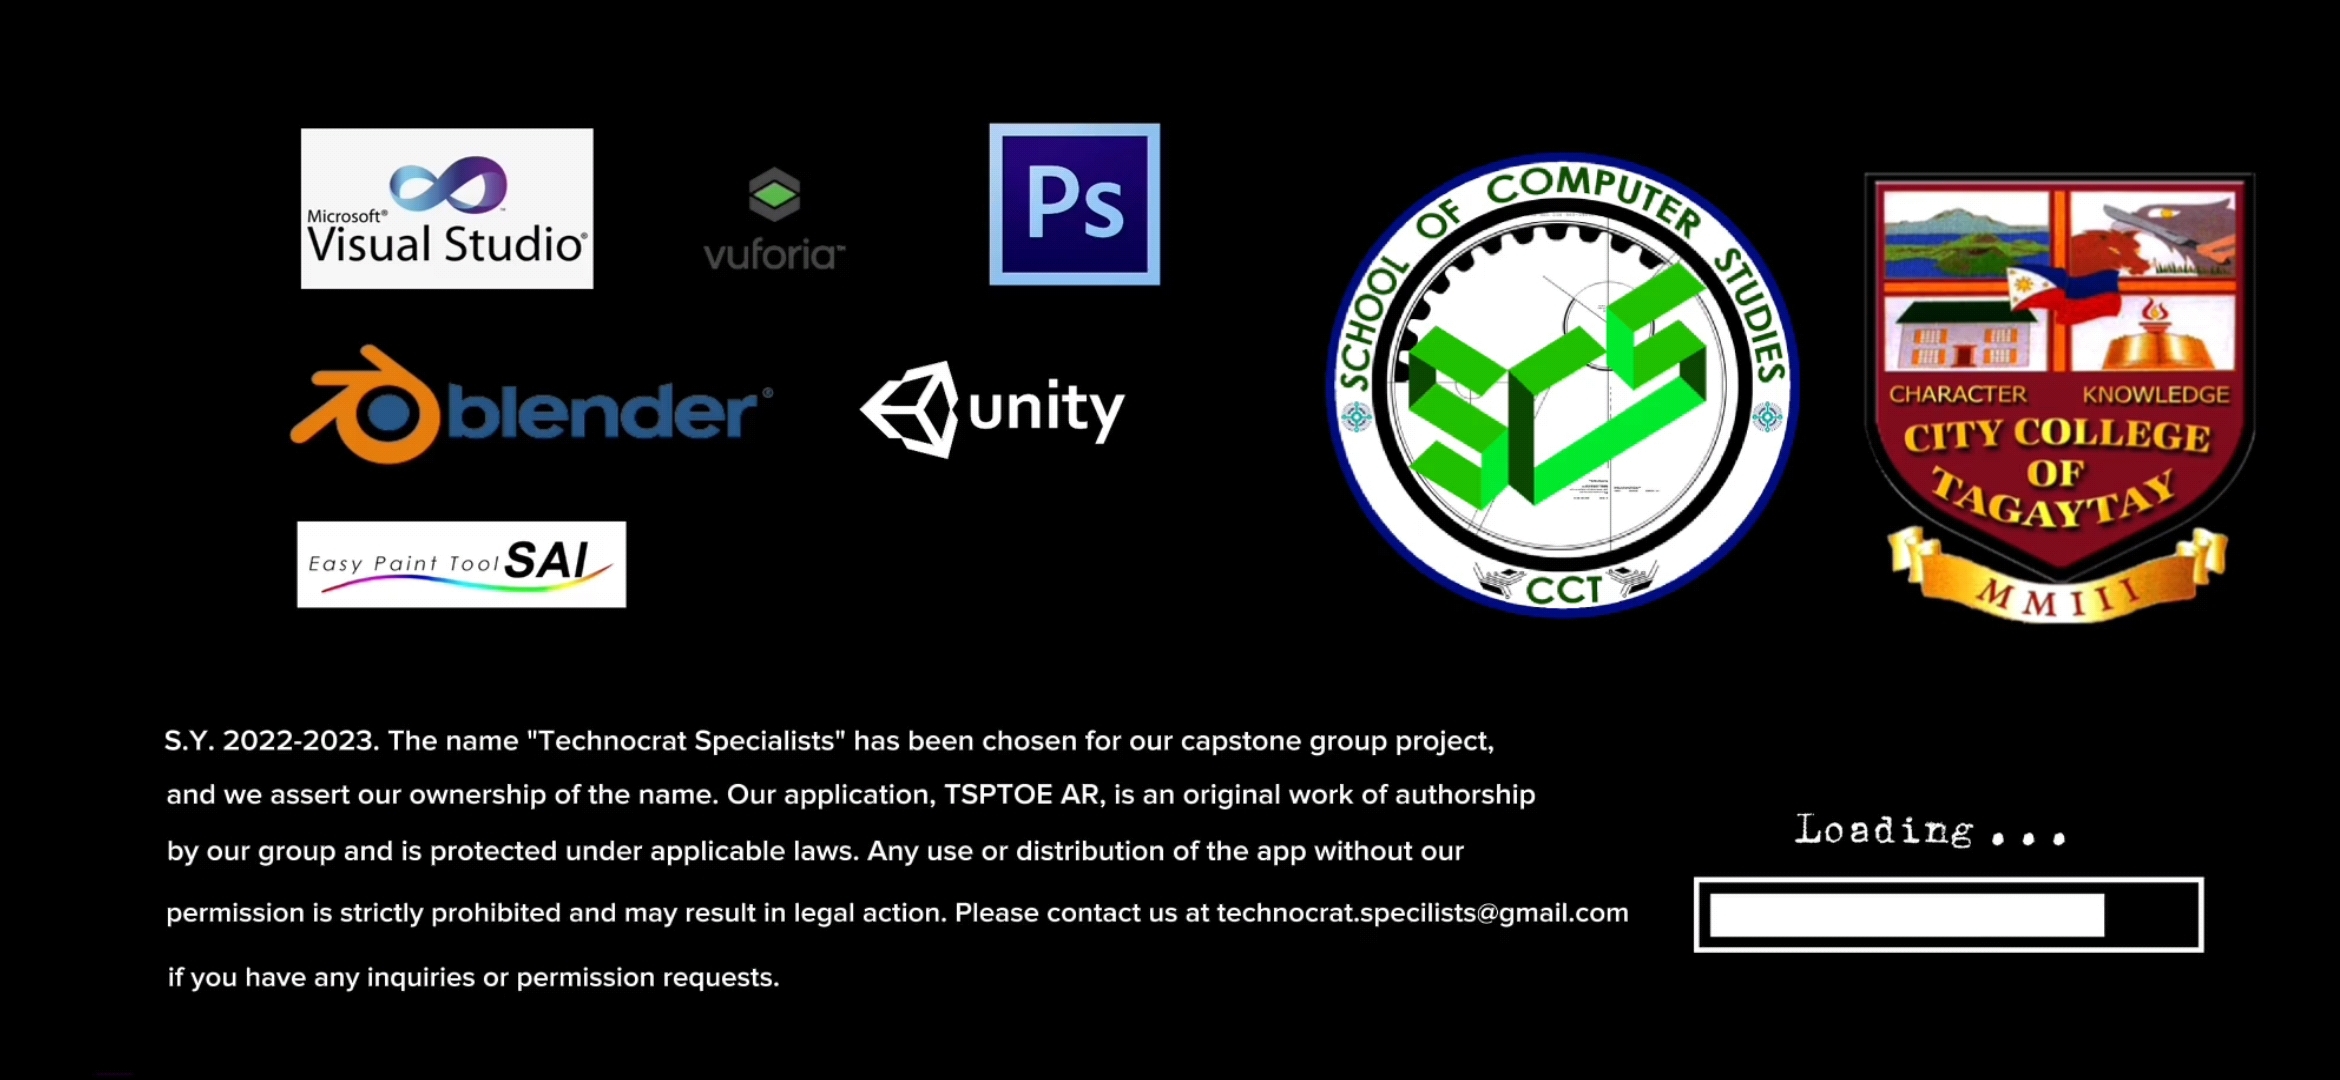 Microsoft®
Visual Studio®
vuforia™
Ps
blender®
unity
Easy Paint Tool SAI
SCHOOL OF COMPUTER STUDIES
SCS
CCT
CHARACTER KNOWLEDGE
CITY COLLEGE
OF
TAGAYTAY
MMIII
S.Y. 2022-2023. The name "Technocrat Specialists" has been chosen for our capstone group project,
and we assert our ownership of the name. Our application, TSPTOE AR, is an original work of authorship
by our group and is protected under applicable laws. Any use or distribution of the app without our
permission is strictly prohibited and may result in legal action. Please contact us at technocrat.specilists@gmail.com
if you have any inquiries or permission requests.
Loading...